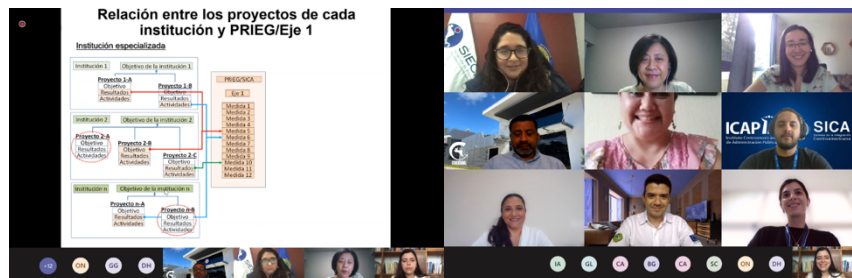 Relación entre los proyectos de cada
institución y PRIEG/Eje 1
Institución especializada
Institución 1
Objetivo de la institución 1
Proyecto 1-A
Objetivo
Resultados
Actividades
Proyecto 1-B
Objetivo
Resultados
Actividades
Institución 2
Objetivo de la institución 2
Proyecto 2-A
Objetivo
Resultados
Actividades
Proyecto 2-B
Objetivo
Resultados
Actividades
Proyecto 2-C
Objetivo
Resultados
Actividades
Institución n
Objetivo de la institución n
Proyecto n-A
Objetivo
Resultados
Actividades
Proyecto n-B
Objetivo
Resultados
Actividades
PRIEG/SICA
Eje 1
Medida 1
Medida 2
Medida 3
Medida 4
Medida 5
Medida 6
Medida 7
Medida 8
Medida 9
Medida 10
Medida 11
Medida 12
+12
ON
GG
DH
SIEC
ICAP
SICA
IA
GL
CA
BG
CA
SC
ON
DH